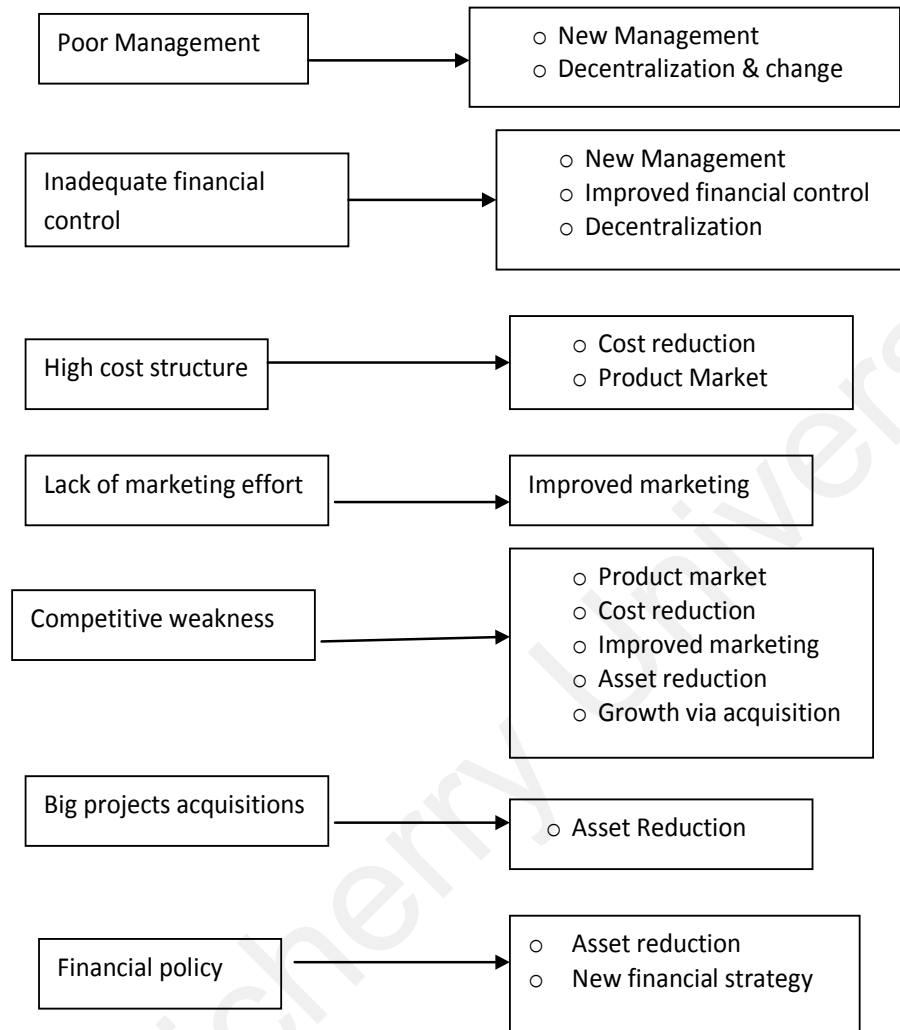 Poor Management
○ New Management
○ Decentralization & change
Inadequate financial
control
○ New Management
○ Improved financial control
○ Decentralization
High cost structure
○ Cost reduction
○ Product Market
Lack of marketing effort
Improved marketing
Competitive weakness
○ Product market
○ Cost reduction
○ Improved marketing
○ Asset reduction
○ Growth via acquisition
Big projects acquisitions
○ Asset Reduction
Financial policy
○ Asset reduction
○ New financial strategy
icherry Univers